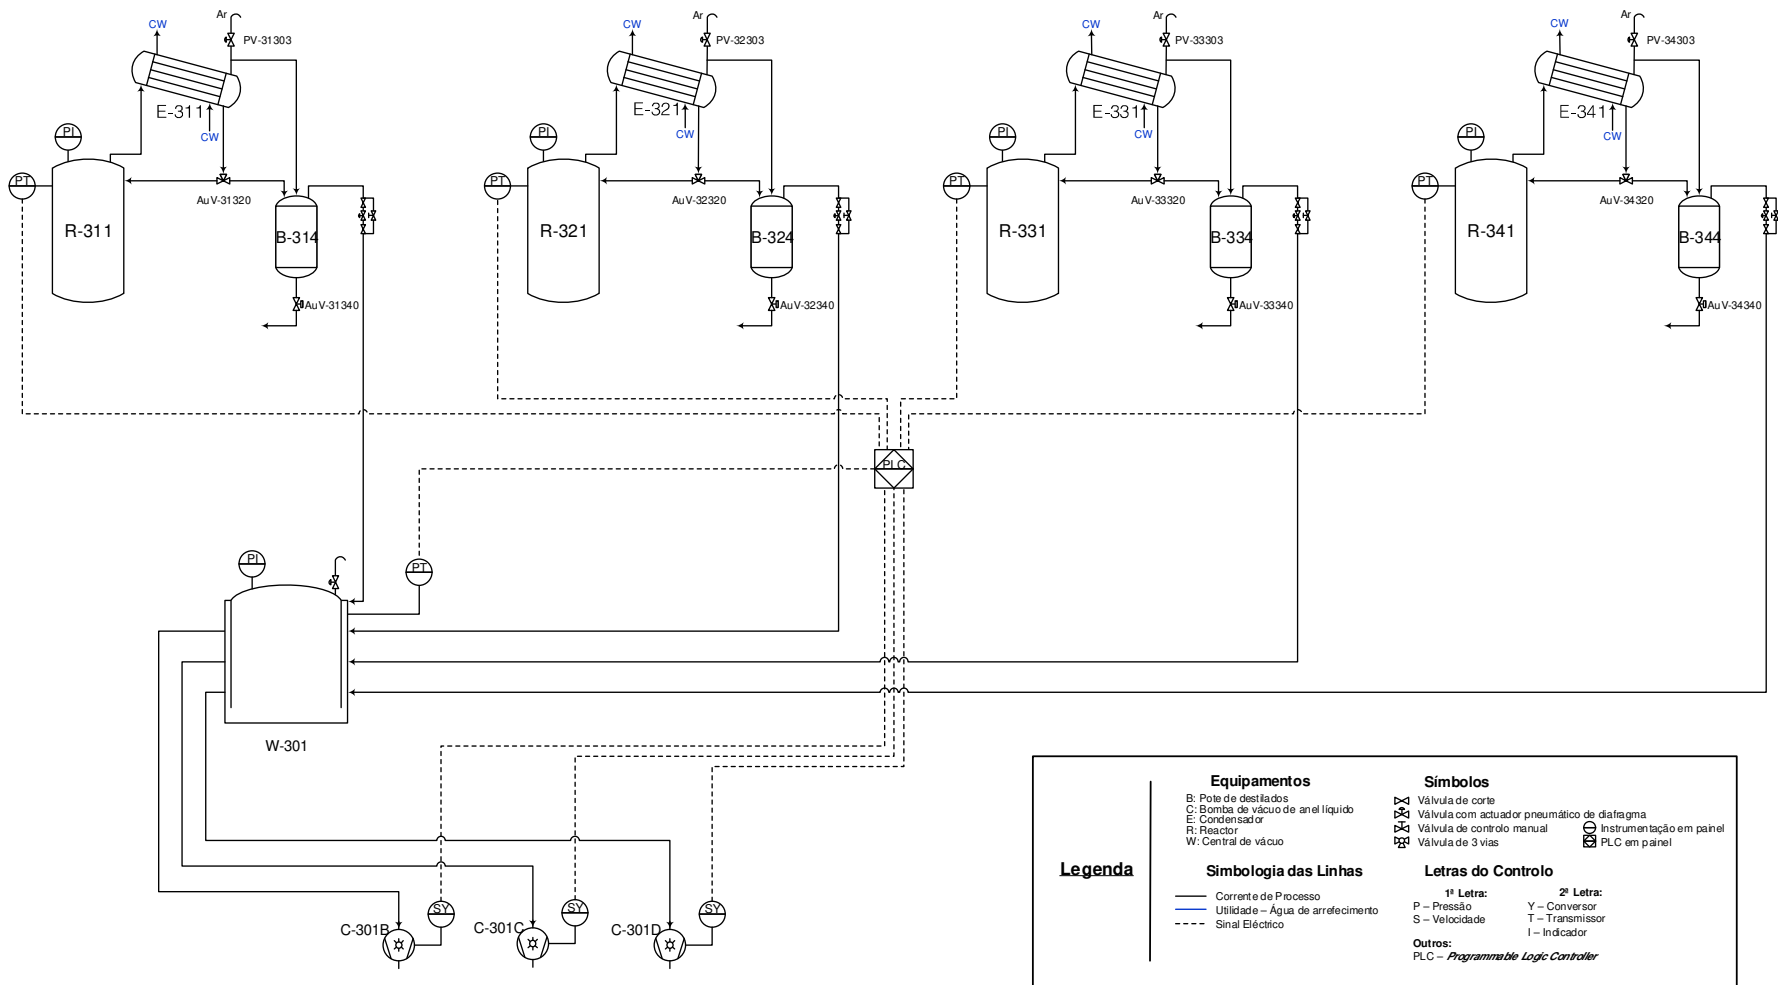 Ar
Ar
Ar
Ar
CW
CW
CW
CW
PV-31303
PV-32303
PV-33303
PV-34303
E-311
E-321
E-331
E-341
CW
CW
CW
CW
PI
PI
PI
PI
PT
PT
PT
PT
AuV-31320
AuV-32320
AuV-33320
AuV-34320
R-311
B-314
R-321
B-324
R-331
B-334
R-341
B-344
AuV-31340
AuV-32340
AuV-33340
AuV-34340
PLC
PI
PT
W-301
SY
SY
SY
C-301B
C-301C
C-301D
Legenda
Equipamentos
B: Pote de destilados
C: Bomba de vácuo de anel líquido
E: Condensador
R: Reactor
W: Central de vácuo
Símbolos
Válvula de corte
Válvula com actuador pneumático de diafragma
Válvula de controlo manual
Válvula de 3 vias
Instrumentação em painel
PLC em painel
Simbologia das Linhas
Corrente de Processo
Utilidade – Água de arrefecimento
Sinal Eléctrico
Letras do Controlo
1ª Letra:
P – Pressão
S – Velocidade
2ª Letra:
Y – Conversor
T – Transmissor
I – Indicador
Outros:
PLC – Programmable Logic Controller